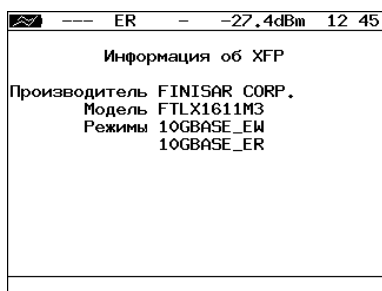 --- ER – -27.4dBm 12 45
Информация об XFP
Производитель FINISAR CORP.
Модель FTLX1611M3
Режимы 10GBASE_EW
10GBASE_ER